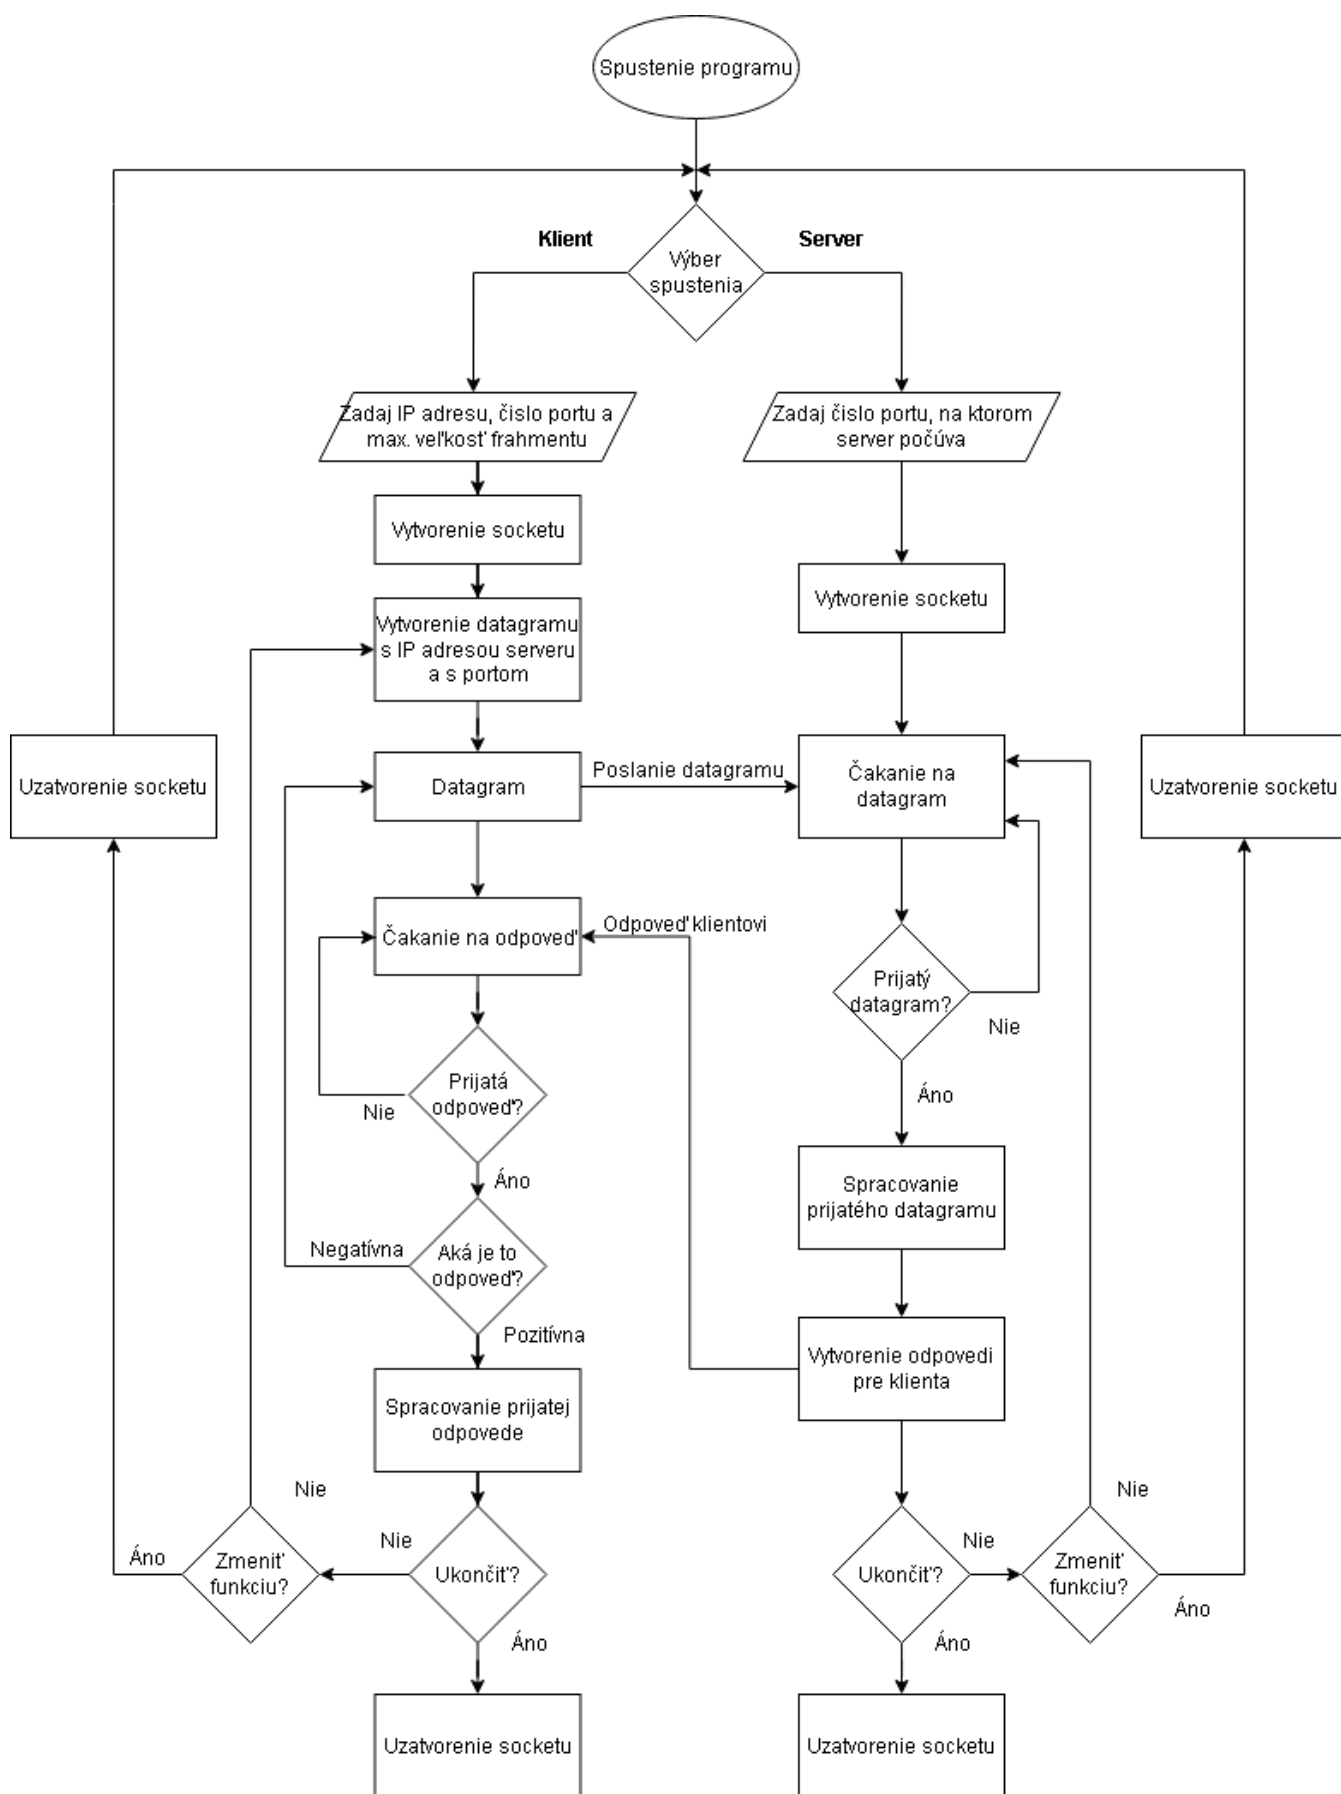 Spustenie programu
Klient
Server
Výber
spustenia
Zadaj IP adresu, čislo portu a
max. veľkosť frahmentu
Zadaj čislo portu, na ktorom
server počúva
Vytvorenie socketu
Vytvorenie socketu
Vytvorenie datagramu
s IP adresou serveru
a s portom
Uzatvorenie socketu
Datagram
Poslanie datagramu
Čakanie na
datagram
Uzatvorenie socketu
Čakanie na odpoveď
Odpoveď klientovi
Prijatý
datagram?
Nie
Prijatá
odpoveď?
Nie
Áno
Áno
Spracovanie
prijatého datagramu
Negatívna
Aká je to
odpoveď?
Pozitívna
Vytvorenie odpovedi
pre klienta
Spracovanie prijatej
odpovede
Nie
Nie
Áno
Zmeniť
funkciu?
Nie
Ukončiť?
Ukončiť?
Nie
Zmeniť
funkciu?
Áno
Áno
Áno
Uzatvorenie socketu
Uzatvorenie socketu